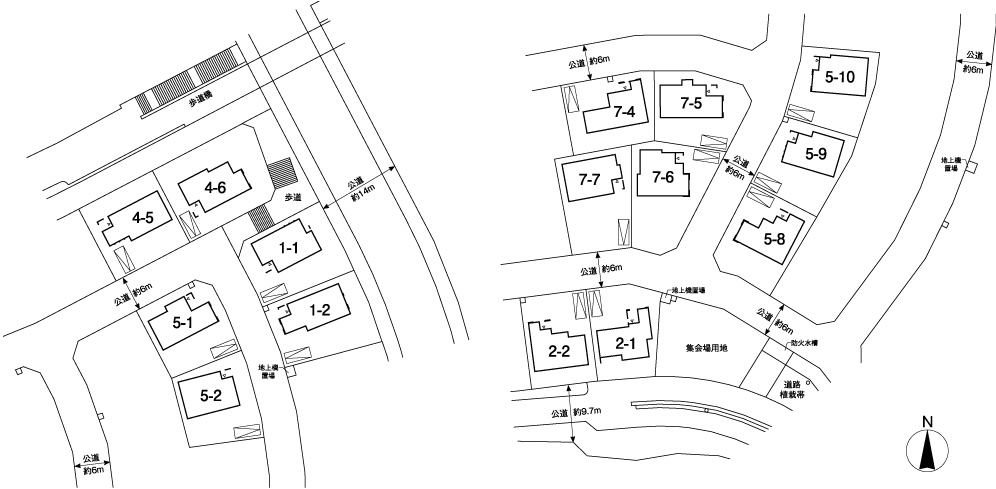 歩道橋
4-6
4-5
歩道
公道
約14m
1-1
公道 約6m
1-2
5-1
地上機
置場
5-2
公道
約6m
公道 約6m
7-4
7-5
5-10
公道
約6m
5-9
公道
約6m
地上機
置場
7-7
7-6
5-8
公道 約6m
地上機置場
公道 約6m
2-2
2-1
集会場用地
防火水槽
道路
植栽帯
公道 約9.7m
N